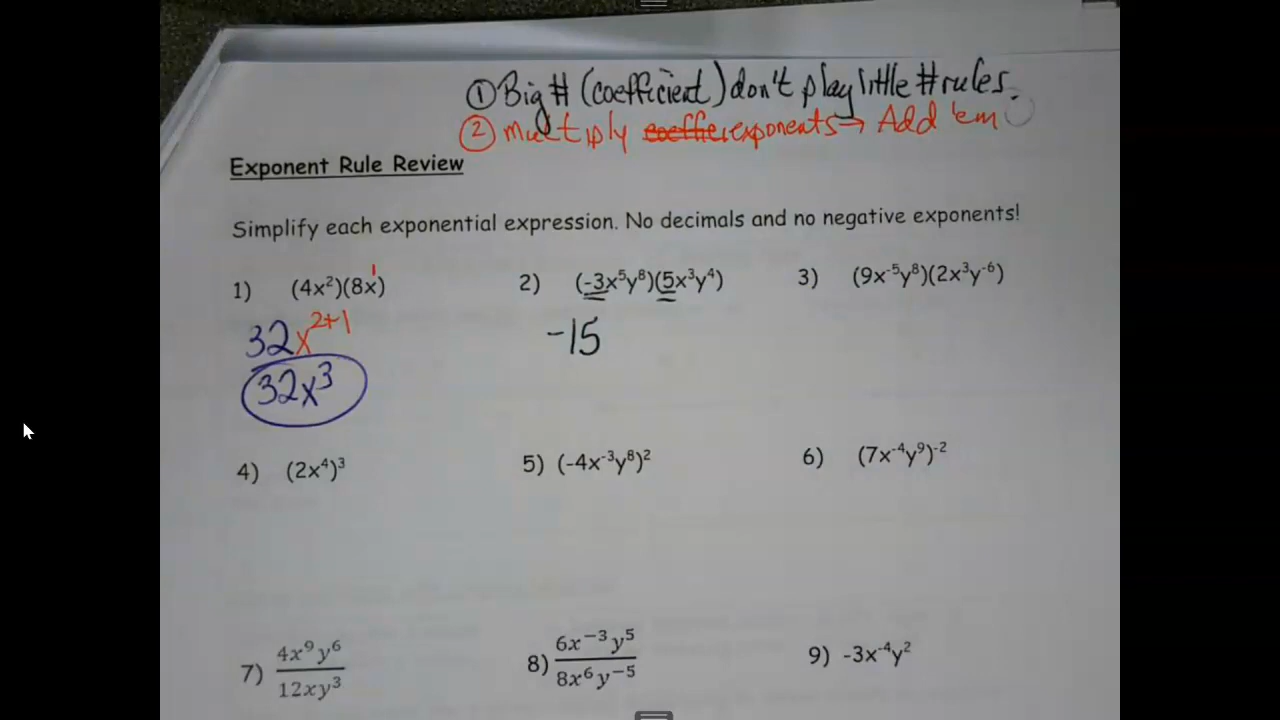 ① Big # (coefficient) don't play little # rules.
② multiply exponents → Add 'em
Exponent Rule Review
Simplify each exponential expression. No decimals and no negative exponents!
1) (4x²)(8x¹) 2) (-3x⁵y⁸)(5x³y⁴) 3) (9x⁻⁵y⁸)(2x³y⁻⁶)
32x²⁺¹ -15
32x³
4) (2x⁴)³ 5) (-4x⁻³y⁸)² 6) (7x⁻⁴y⁹)⁻²
7) 4x⁹y⁶/12xy³ 8) 6x⁻³y⁵/8x⁶y⁻⁵ 9) -3x⁻⁴y²